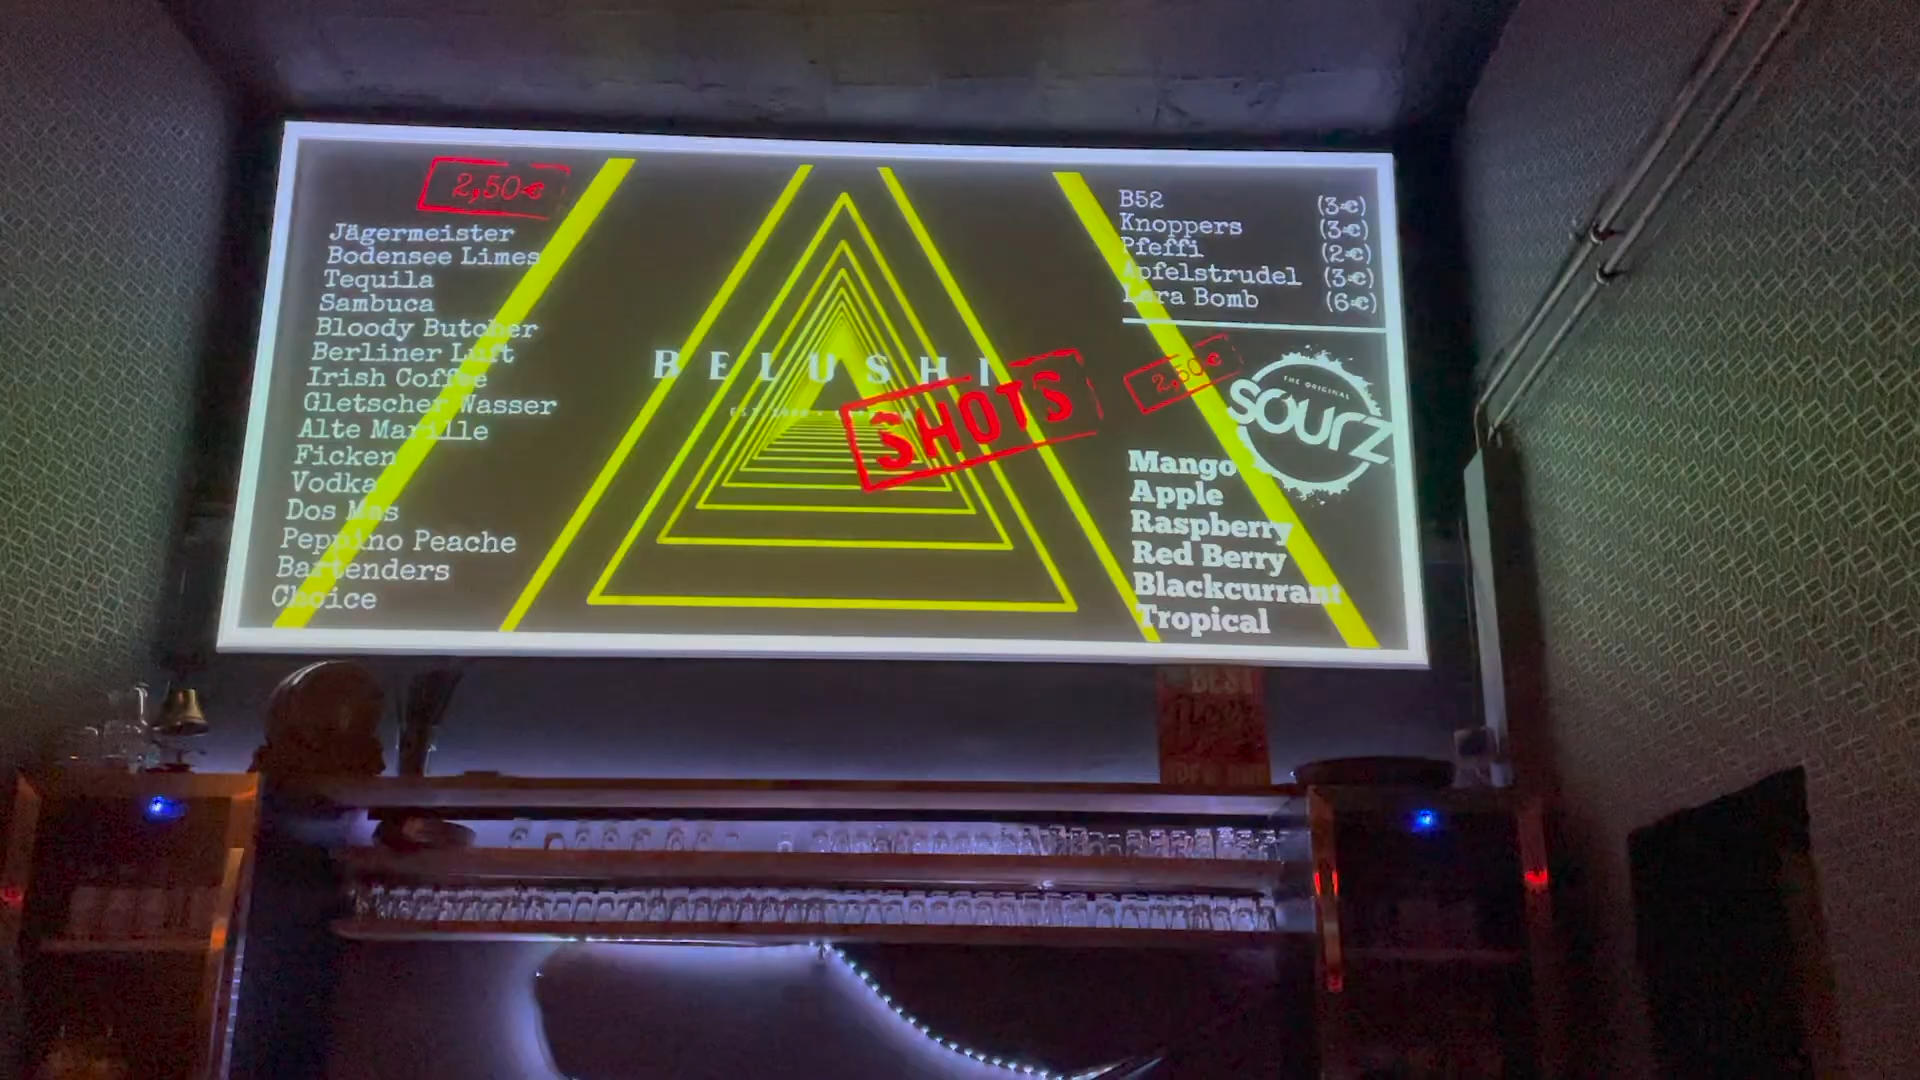 2,50€
Jägermeister
Bodensee Limes
Tequila
Sambuca
Bloody Butcher
Berliner Luft
Irish Coffee
Gletscher Wasser
Alte Marille
Ficken
Vodka
Dos Mas
Peppino Peache
Bartenders
Choice
BELUSHI
SHOTS
B52 (3€)
Knoppers (3€)
Pfeffi (2€)
Apfelstrudel (3€)
Lara Bomb (6€)
2,50€
THE ORIGINAL
sourz
Mango
Apple
Raspberry
Red Berry
Blackcurrant
Tropical
BEST